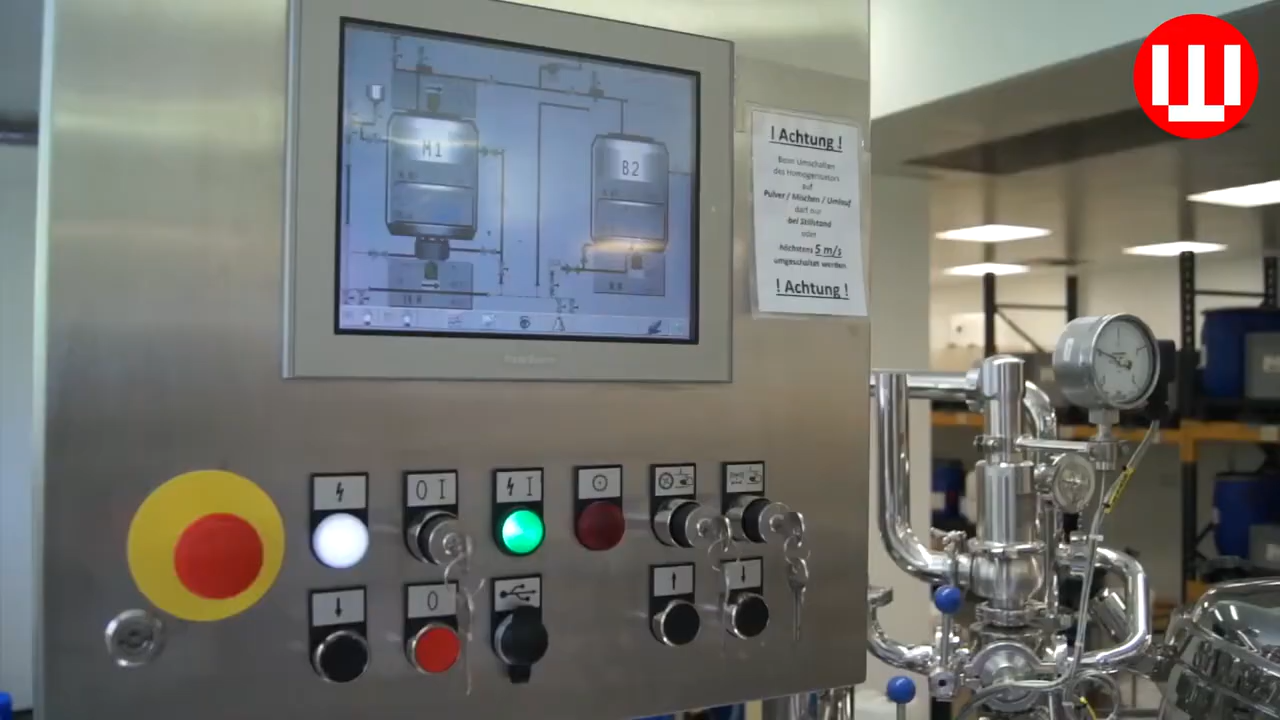 M1
B2
! Achtung !
Beim Umschalten
des Homogenisators
auf
Pulver / Mischen / Umlauf
darf nur
bei Stillstand
oder
höchstens 5 m/s
umgeschaltet werden.
! Achtung !
0 I
I
0
Ш